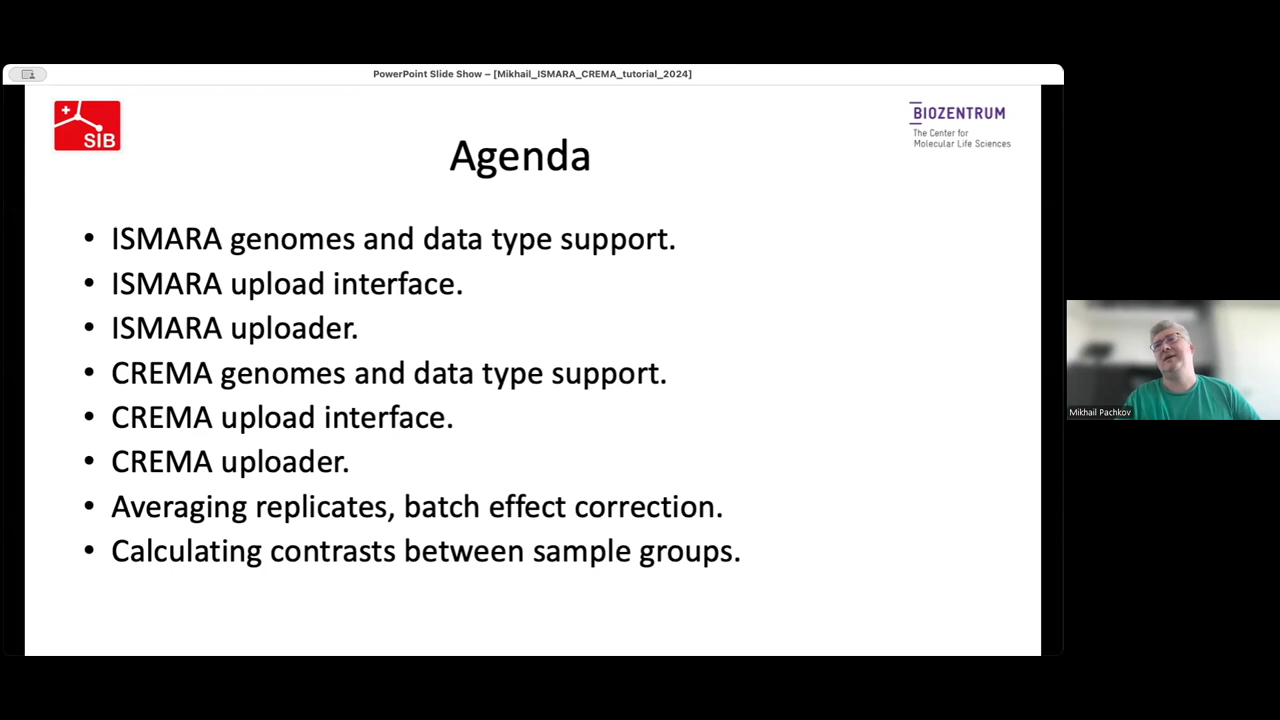 PowerPoint Slide Show – [Mikhail_ISMARA_CREMA_tutorial_2024]
SIB
BIOZENTRUM
The Center for
Molecular Life Sciences
Agenda
• ISMARA genomes and data type support.
• ISMARA upload interface.
• ISMARA uploader.
• CREMA genomes and data type support.
• CREMA upload interface.
• CREMA uploader.
• Averaging replicates, batch effect correction.
• Calculating contrasts between sample groups.
Mikhail Pachkov